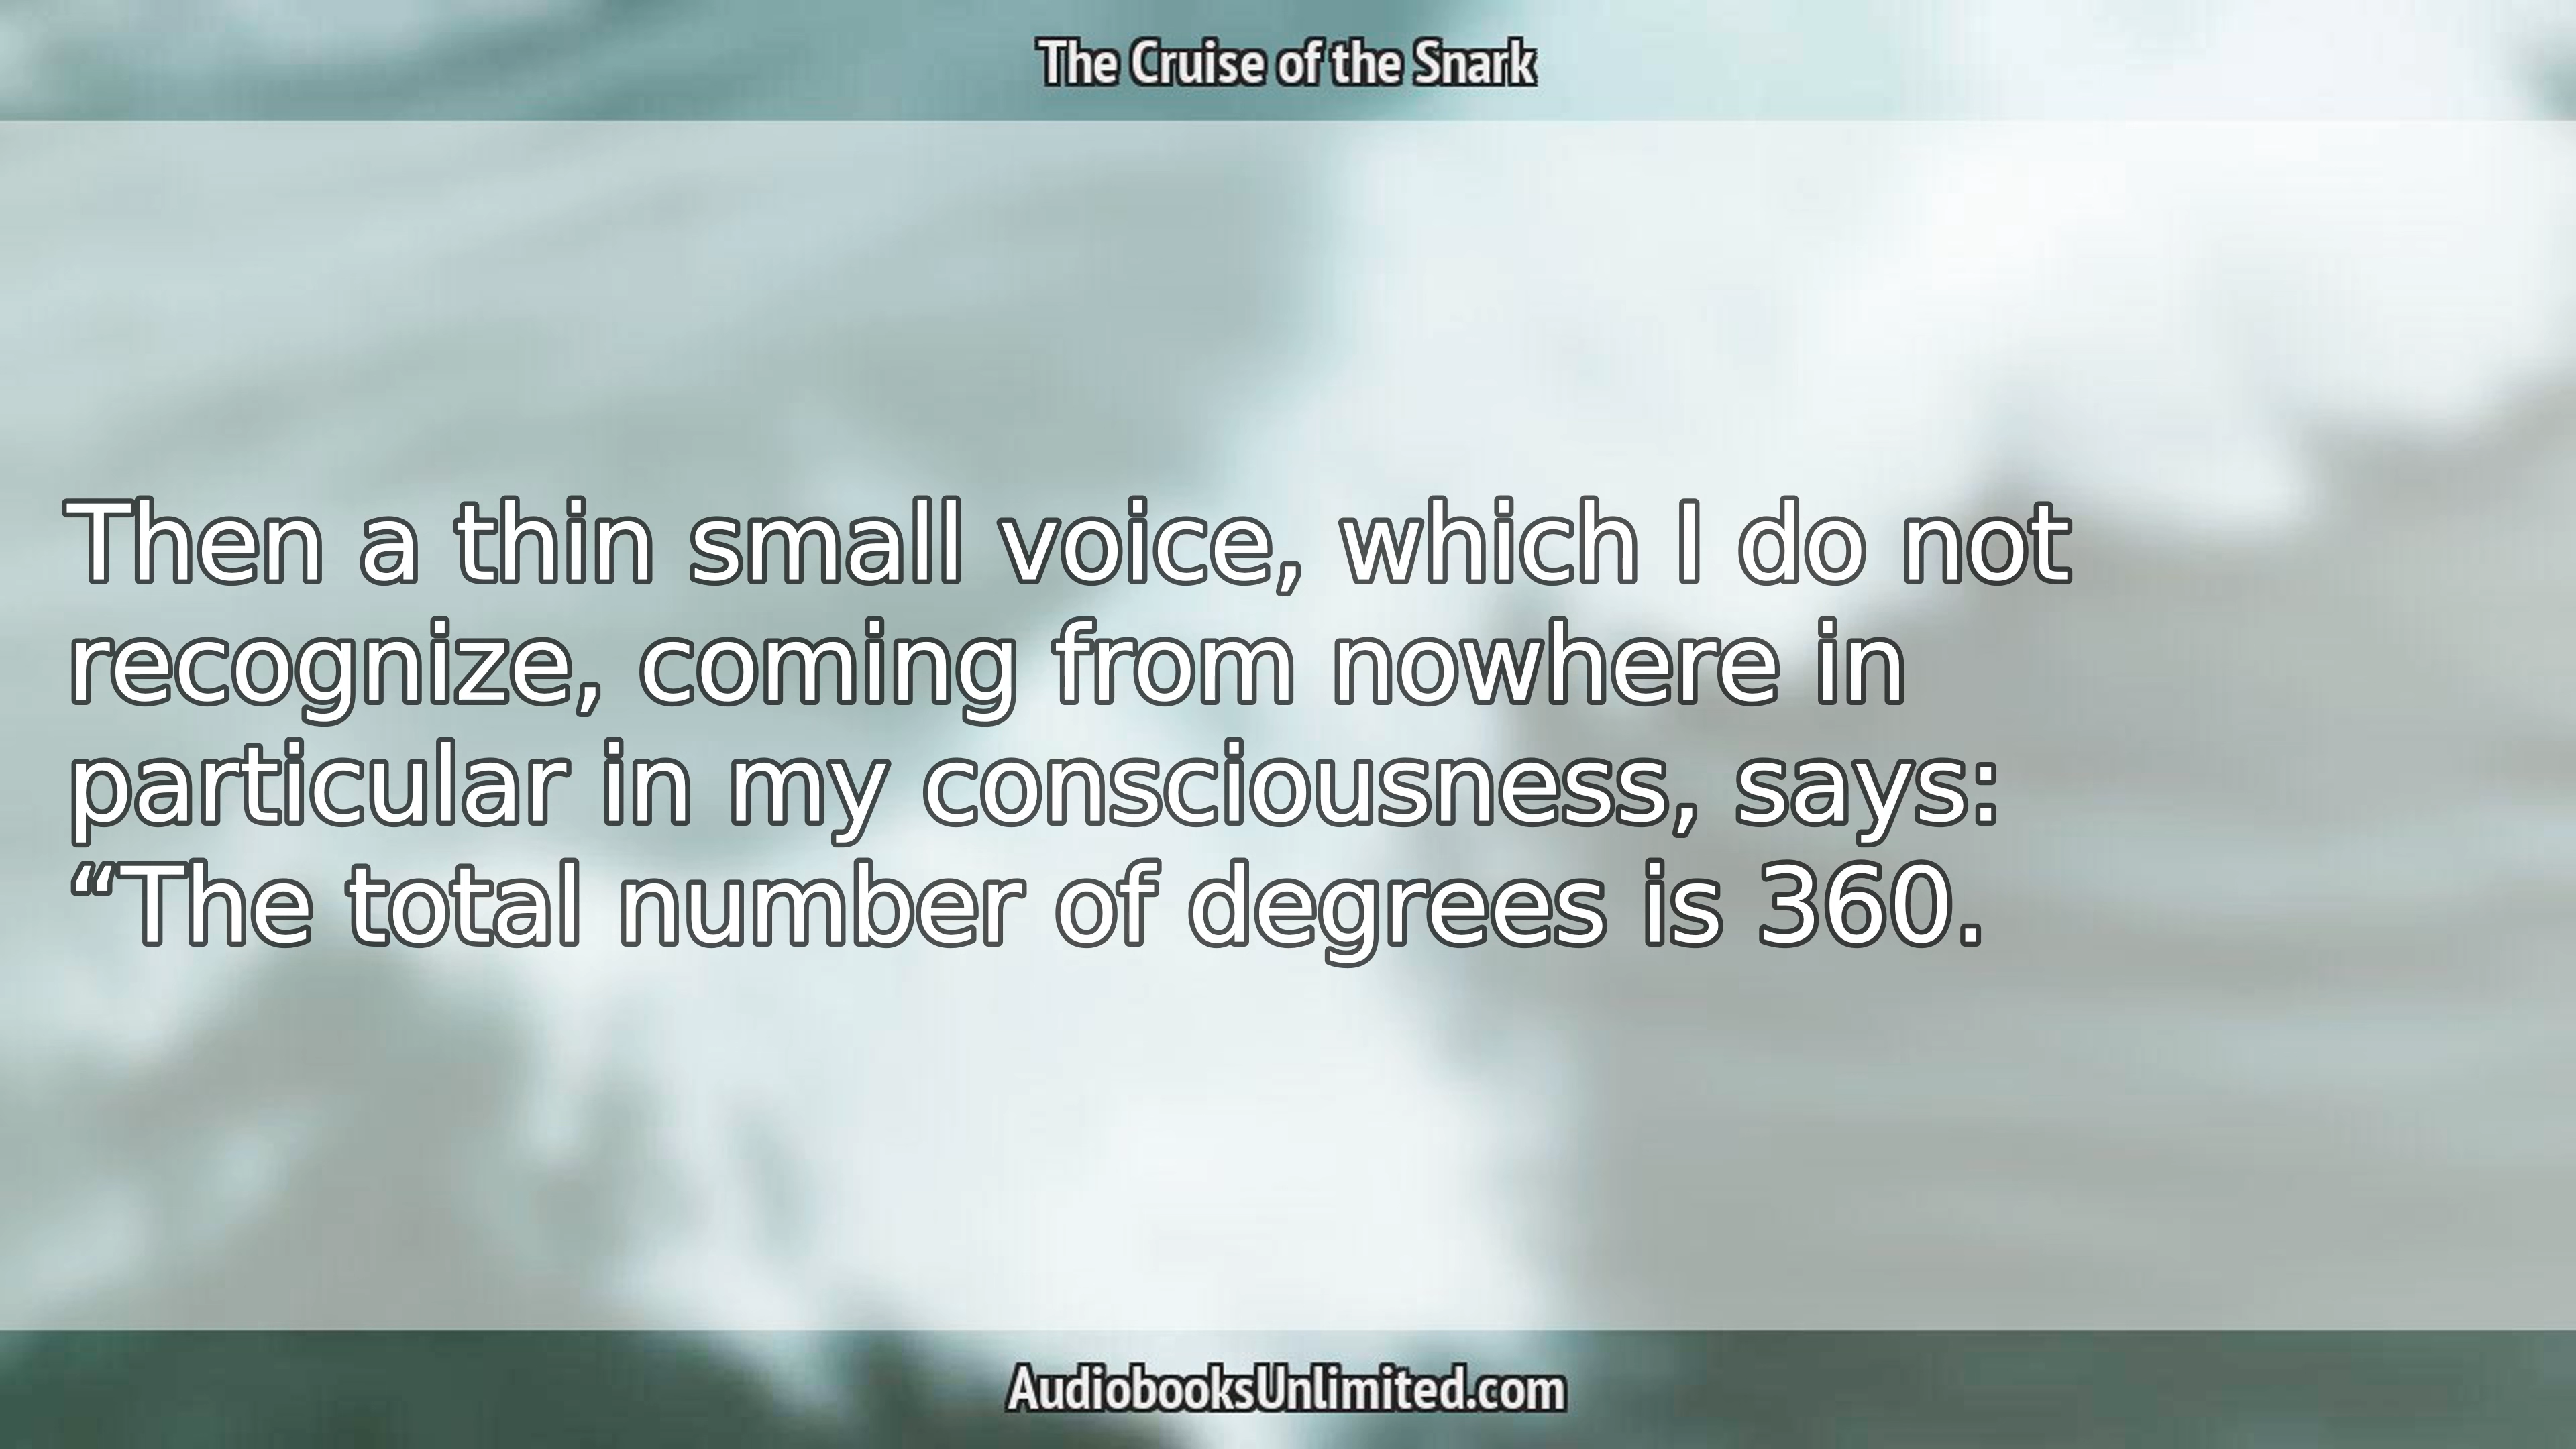 The Cruise of the Snark
Then a thin small voice, which I do not
recognize, coming from nowhere in
particular in my consciousness, says:
“The total number of degrees is 360.
AudiobooksUnlimited.com